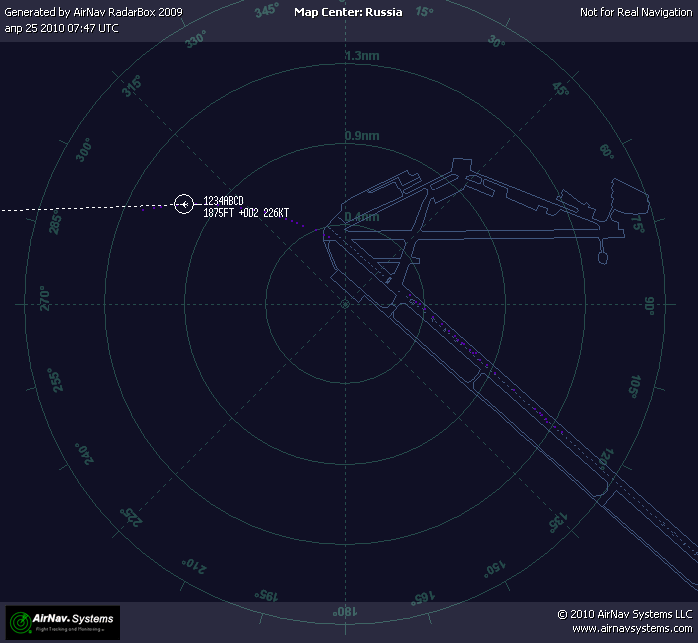 Generated by AirNav RadarBox 2009
апр 25 2010 07:47 UTC
Map Center: Russia
Not for Real Navigation
345°
15°
330°
30°
1.3nm
315°
45°
300°
0.9nm
60°
1234ABCD
1875FT +002 226KT
285°
0.4nm
75°
270°
90°
255°
105°
240°
120°
225°
135°
210°
150°
195°
165°
180°
AirNav Systems
Flight Tracking and Monitoring
© 2010 AirNav Systems LLC
www.airnavsystems.com